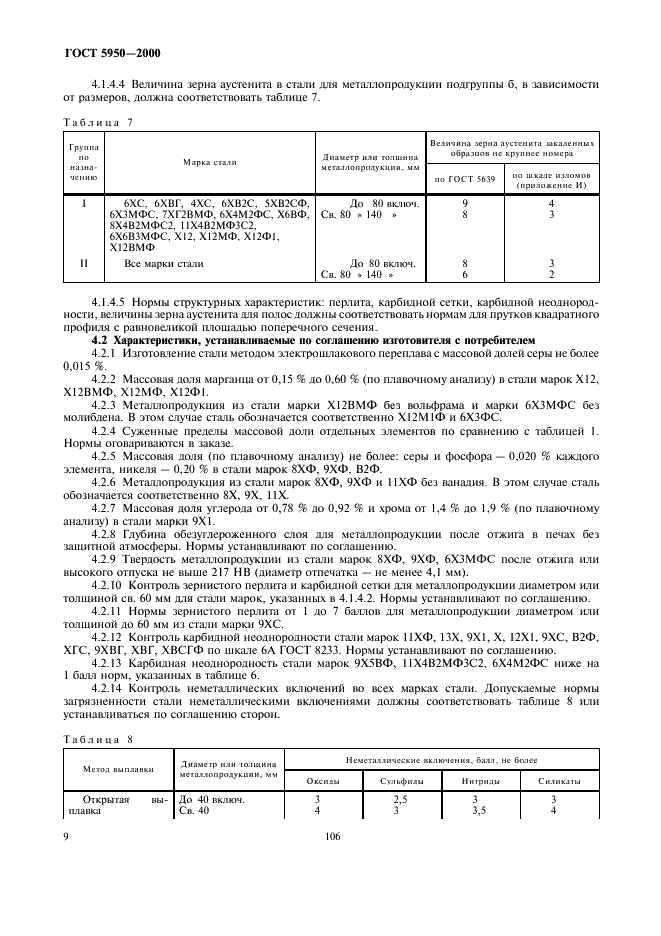 ГОСТ 5950—2000
4.1.4.4 Величина зерна аустенита в стали для металлопродукции подгруппы б, в зависимости
от размеров, должна соответствовать таблице 7.
Таблица 7
Группа по назна-чению | Марка стали | Диаметр или толщина металлопродукции, мм | Величина зерна аустенита закаленных образцов не крупнее номера
по ГОСТ 5639 | по шкале изломов (приложение И)
I | 6ХС, 6ХВГ, 4ХС, 6ХВ2С, 5ХВ2СФ, | До 80 включ. | 9 | 4
6Х3МФС, 7ХГ2ВМФ, 6Х4М2ФС, Х6ВФ, | Св. 80 » 140 » | 8 | 3
8Х4В2МФС2, 11Х4В2МФ3С2,
6Х6В3МФС, Х12, Х12МФ, Х12Ф1,
Х12ВМФ
II | Все марки стали | До 80 включ. | 8 | 3
Св. 80 » 140 » | 6 | 2
4.1.4.5 Нормы структурных характеристик: перлита, карбидной сетки, карбидной неоднород-
ности, величины зерна аустенита для полос должны соответствовать нормам для прутков квадратного
профиля с равновеликой площадью поперечного сечения.
4.2 Характеристики, устанавливаемые по соглашению изготовителя с потребителем
4.2.1 Изготовление стали методом электрошлакового переплава с массовой долей серы не более
0,015 %.
4.2.2 Массовая доля марганца от 0,15 % до 0,60 % (по плавочному анализу) в стали марок Х12,
Х12ВМФ, Х12МФ, Х12Ф1.
4.2.3 Металлопродукция из стали марки Х12ВМФ без вольфрама и марки 6Х3МФС без
молибдена. В этом случае сталь обозначается соответственно Х12М1Ф и 6Х3ФС.
4.2.4 Суженные пределы массовой доли отдельных элементов по сравнению с таблицей 1.
Нормы оговариваются в заказе.
4.2.5 Массовая доля (по плавочному анализу) не более: серы и фосфора — 0,020 % каждого
элемента, никеля — 0,20 % в стали марок 8ХФ, 9ХФ, В2Ф.
4.2.6 Металлопродукция из стали марок 8ХФ, 9ХФ и 11ХФ без ванадия. В этом случае сталь
обозначается соответственно 8Х, 9Х, 11Х.
4.2.7 Массовая доля углерода от 0,78 % до 0,92 % и хрома от 1,4 % до 1,9 % (по плавочному
анализу) в стали марки 9Х1.
4.2.8 Глубина обезуглероженного слоя для металлопродукции после отжига в печах без
защитной атмосферы. Нормы устанавливают по соглашению.
4.2.9 Твердость металлопродукции из стали марок 8ХФ, 9ХФ, 6Х3МФС после отжига или
высокого отпуска не выше 217 НВ (диаметр отпечатка — не менее 4,1 мм).
4.2.10 Контроль зернистого перлита и карбидной сетки для металлопродукции диаметром или
толщиной св. 60 мм для стали марок, указанных в 4.1.4.2. Нормы устанавливают по соглашению.
4.2.11 Нормы зернистого перлита от 1 до 7 баллов для металлопродукции диаметром или
толщиной до 60 мм из стали марки 9ХС.
4.2.12 Контроль карбидной неоднородности стали марок 11ХФ, 13Х, 9Х1, Х, 12Х1, 9ХС, В2Ф,
ХГС, 9ХВГ, ХВГ, ХВСГФ по шкале 6А ГОСТ 8233. Нормы устанавливают по соглашению.
4.2.13 Карбидная неоднородность стали марок 9Х5ВФ, 11Х4В2МФ3С2, 6Х4М2ФС ниже на
1 балл норм, указанных в таблице 6.
4.2.14 Контроль неметаллических включений во всех марках стали. Допускаемые нормы
загрязненности стали неметаллическими включениями должны соответствовать таблице 8 или
устанавливаться по соглашению сторон.
Таблица 8
Метод выплавки | Диаметр или толщина металлопродукции, мм | Неметаллические включения, балл, не более
Оксиды | Сульфиды | Нитриды | Силикаты
Открытая вы- | До 40 включ. | 3 | 2,5 | 3 | 3
плавка | Св. 40 | 4 | 3 | 3,5 | 4
9 106